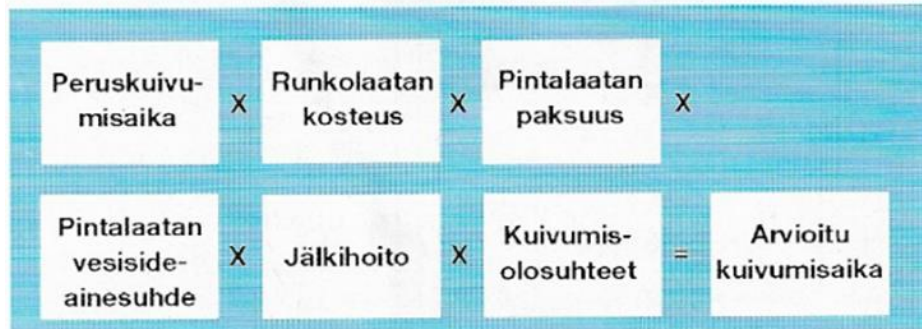 Peruskuivu- X Runkolaatan X Pintalaatan X
misaika kosteus paksuus
Pintalaatan
vesiside- X Jälkihoito X Kuivumis- = Arvioitu
ainesuhde olosuhteet kuivumisaika